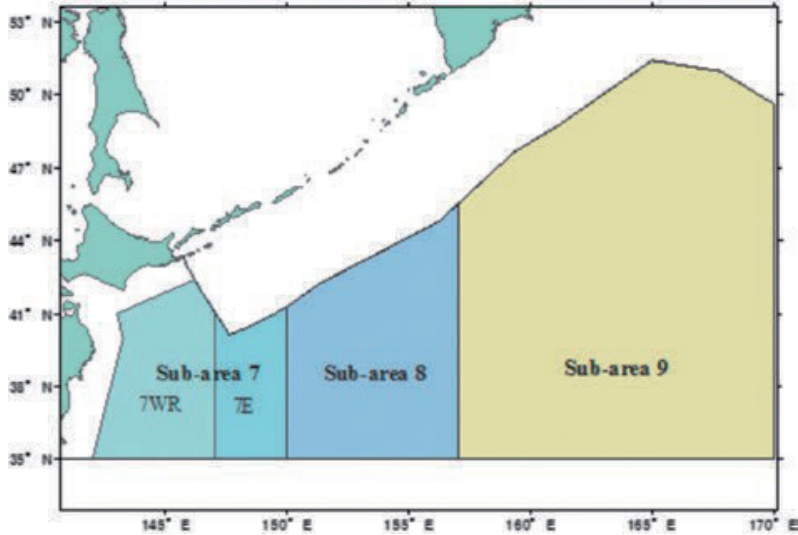 53° N
50° N
47° N
44° N
41° N
38° N
35° N
Sub-area 7
7WR
7E
Sub-area 8
Sub-area 9
145° E
150° E
155° E
160° E
165° E
170° E